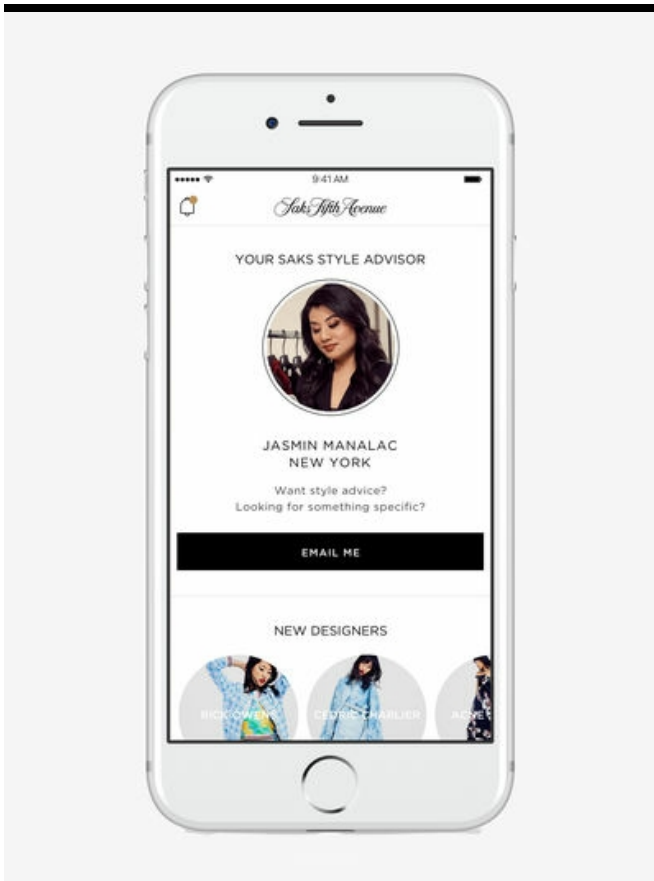 9:41 AM
Saks Fifth Avenue
YOUR SAKS STYLE ADVISOR
JASMIN MANALAC
NEW YORK
Want style advice?
Looking for something specific?
EMAIL ME
NEW DESIGNERS
RICK OWENS CEDRIC CHARLIER ACNE